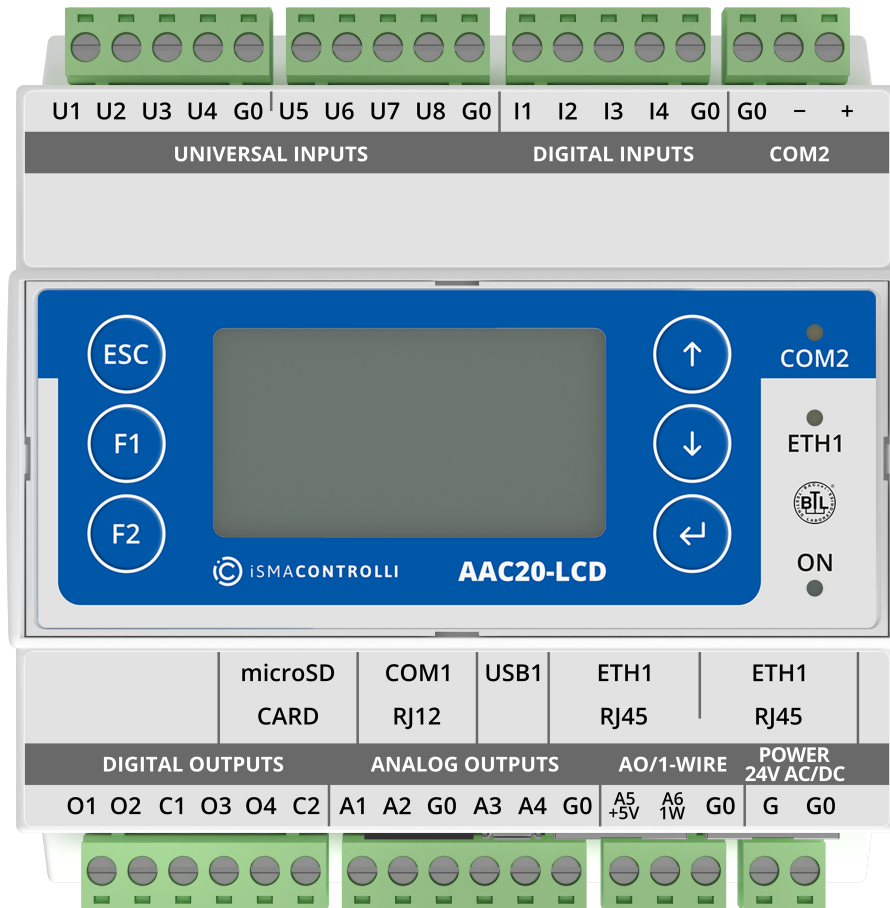 U1 U2 U3 U4 G0 U5 U6 U7 U8 G0 I1 I2 I3 I4 G0 G0 − +
UNIVERSAL INPUTS DIGITAL INPUTS COM2
ESC
F1
F2
↑
↓
↵
COM2
ETH1
BTL
ON
iSMACONTROLLI AAC20-LCD
microSD COM1 USB1 ETH1 ETH1
CARD RJ12 RJ45 RJ45
DIGITAL OUTPUTS ANALOG OUTPUTS AO/1-WIRE POWER
24V AC/DC
O1 O2 C1 O3 O4 C2 A1 A2 G0 A3 A4 G0 A5 A6 G0 G G0
+5V 1W